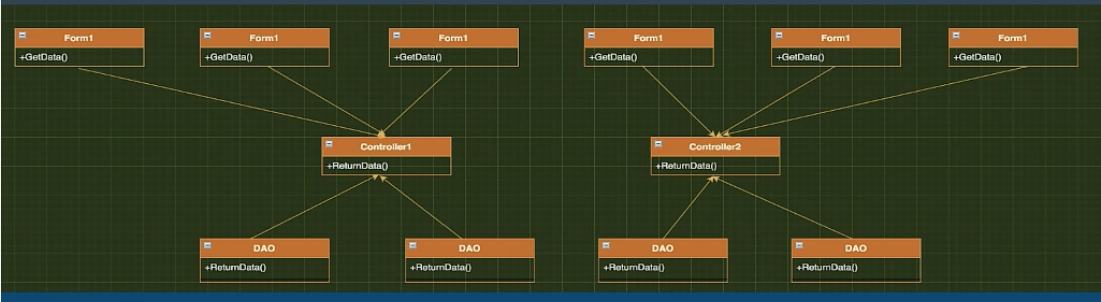 Form1
+GetData()
Form1
+GetData()
Form1
+GetData()
Form1
+GetData()
Form1
+GetData()
Form1
+GetData()
Controller1
+ReturnData()
Controller2
+ReturnData()
DAO
+ReturnData()
DAO
+ReturnData()
DAO
+ReturnData()
DAO
+ReturnData()